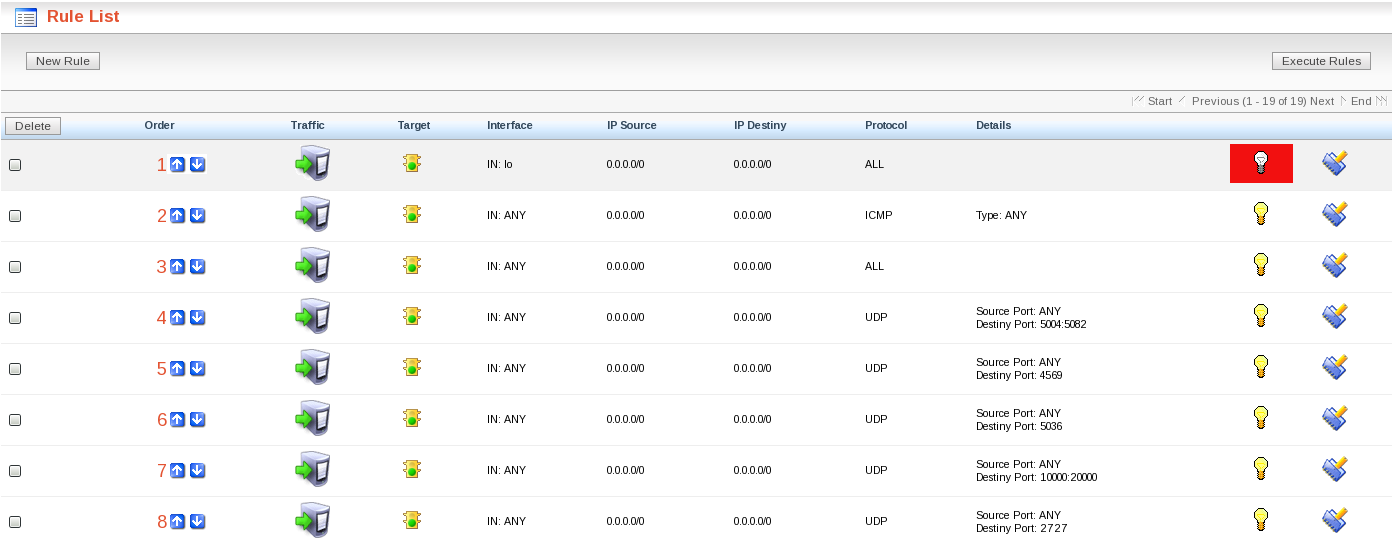 Rule List
New Rule
Execute Rules
Start Previous (1 - 19 of 19) Next End
Delete Order Traffic Target Interface IP Source IP Destiny Protocol Details
1 IN: lo 0.0.0.0/0 0.0.0.0/0 ALL
2 IN: ANY 0.0.0.0/0 0.0.0.0/0 ICMP Type: ANY
3 IN: ANY 0.0.0.0/0 0.0.0.0/0 ALL
4 IN: ANY 0.0.0.0/0 0.0.0.0/0 UDP Source Port: ANY
Destiny Port: 5004:5082
5 IN: ANY 0.0.0.0/0 0.0.0.0/0 UDP Source Port: ANY
Destiny Port: 4569
6 IN: ANY 0.0.0.0/0 0.0.0.0/0 UDP Source Port: ANY
Destiny Port: 5036
7 IN: ANY 0.0.0.0/0 0.0.0.0/0 UDP Source Port: ANY
Destiny Port: 10000:20000
8 IN: ANY 0.0.0.0/0 0.0.0.0/0 UDP Source Port: ANY
Destiny Port: 2727